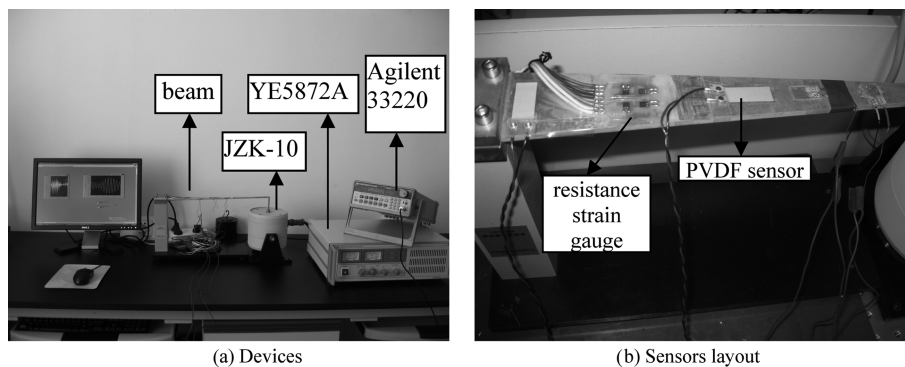 beam
YE5872A
Agilent
33220
JZK-10
resistance
strain
gauge
PVDF sensor
(a) Devices
(b) Sensors layout